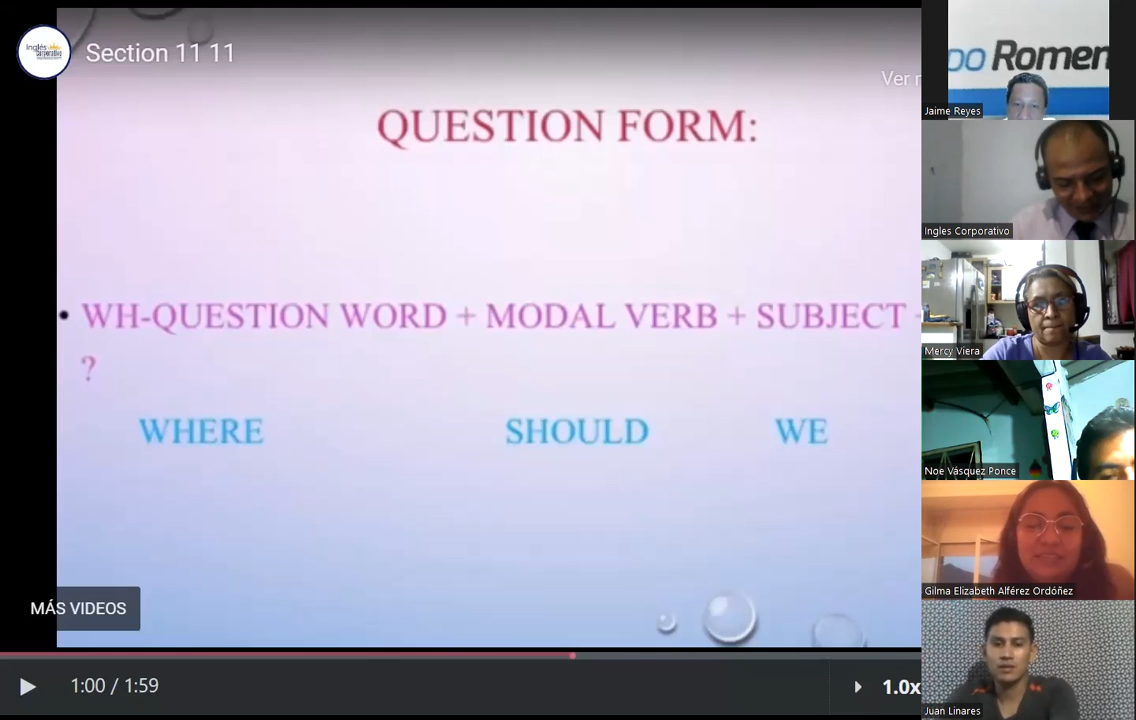 Inglés
Corporativo
Section 11 11
Ver
QUESTION FORM:
• WH-QUESTION WORD + MODAL VERB + SUBJECT
?
WHERE SHOULD WE
MÁS VIDEOS
1:00 / 1:59
1.0x
Romen
Jaime Reyes
Ingles Corporativo
Mercy Viera
Noe Vásquez Ponce
Gilma Elizabeth Alférez Ordóñez
Juan Linares